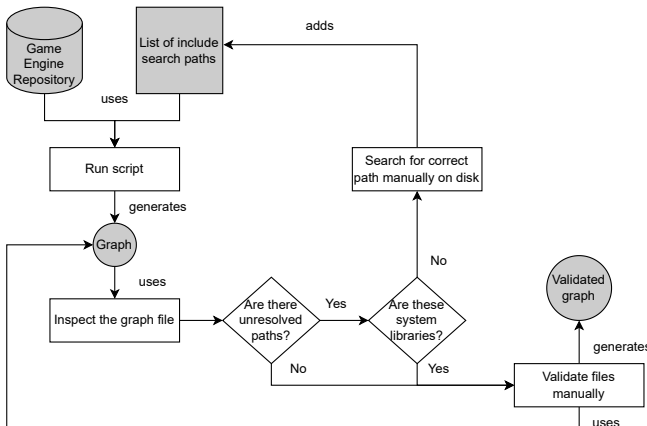 Game
Engine
Repository
List of include
search paths
adds
uses
Run script
Search for correct
path manually on disk
generates
Graph
No
uses
Validated
graph
Inspect the graph file
Are there
unresolved
paths?
Yes
Are these
system
libraries?
generates
No
Yes
Validate files
manually
uses